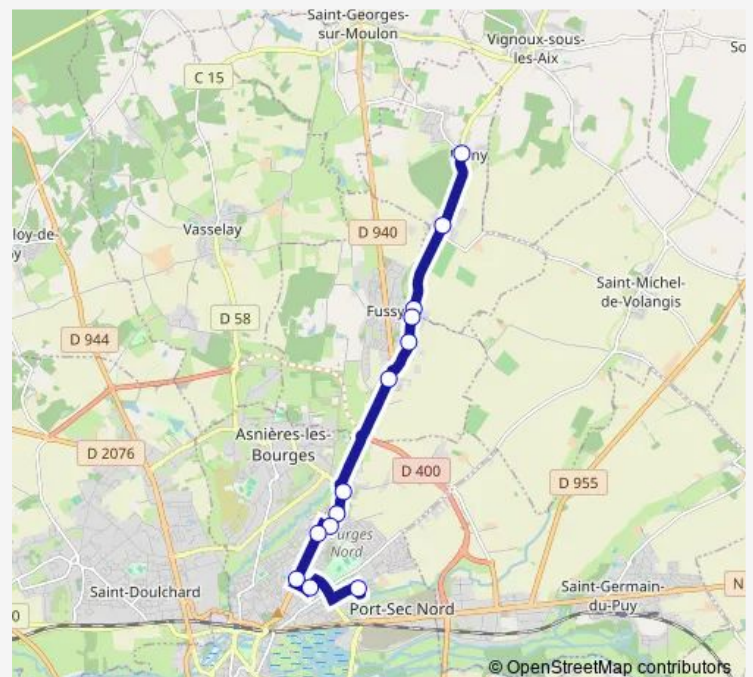 Saint-Georges-
sur-Moulon
Vignoux-sous-
les-Aix
So
C 15
ny
loy-de-
y
Vasselay
D 940
Saint-Michel-
de-Volangis
D 58
Fussy
D 944
Asnières-les-
Bourges
D 2076
D 400
D 955
urges
Nord
Saint-Doulchard
Saint-Germain-
du-Puy
N
0
Port-Sec Nord
© OpenStreetMap contributors